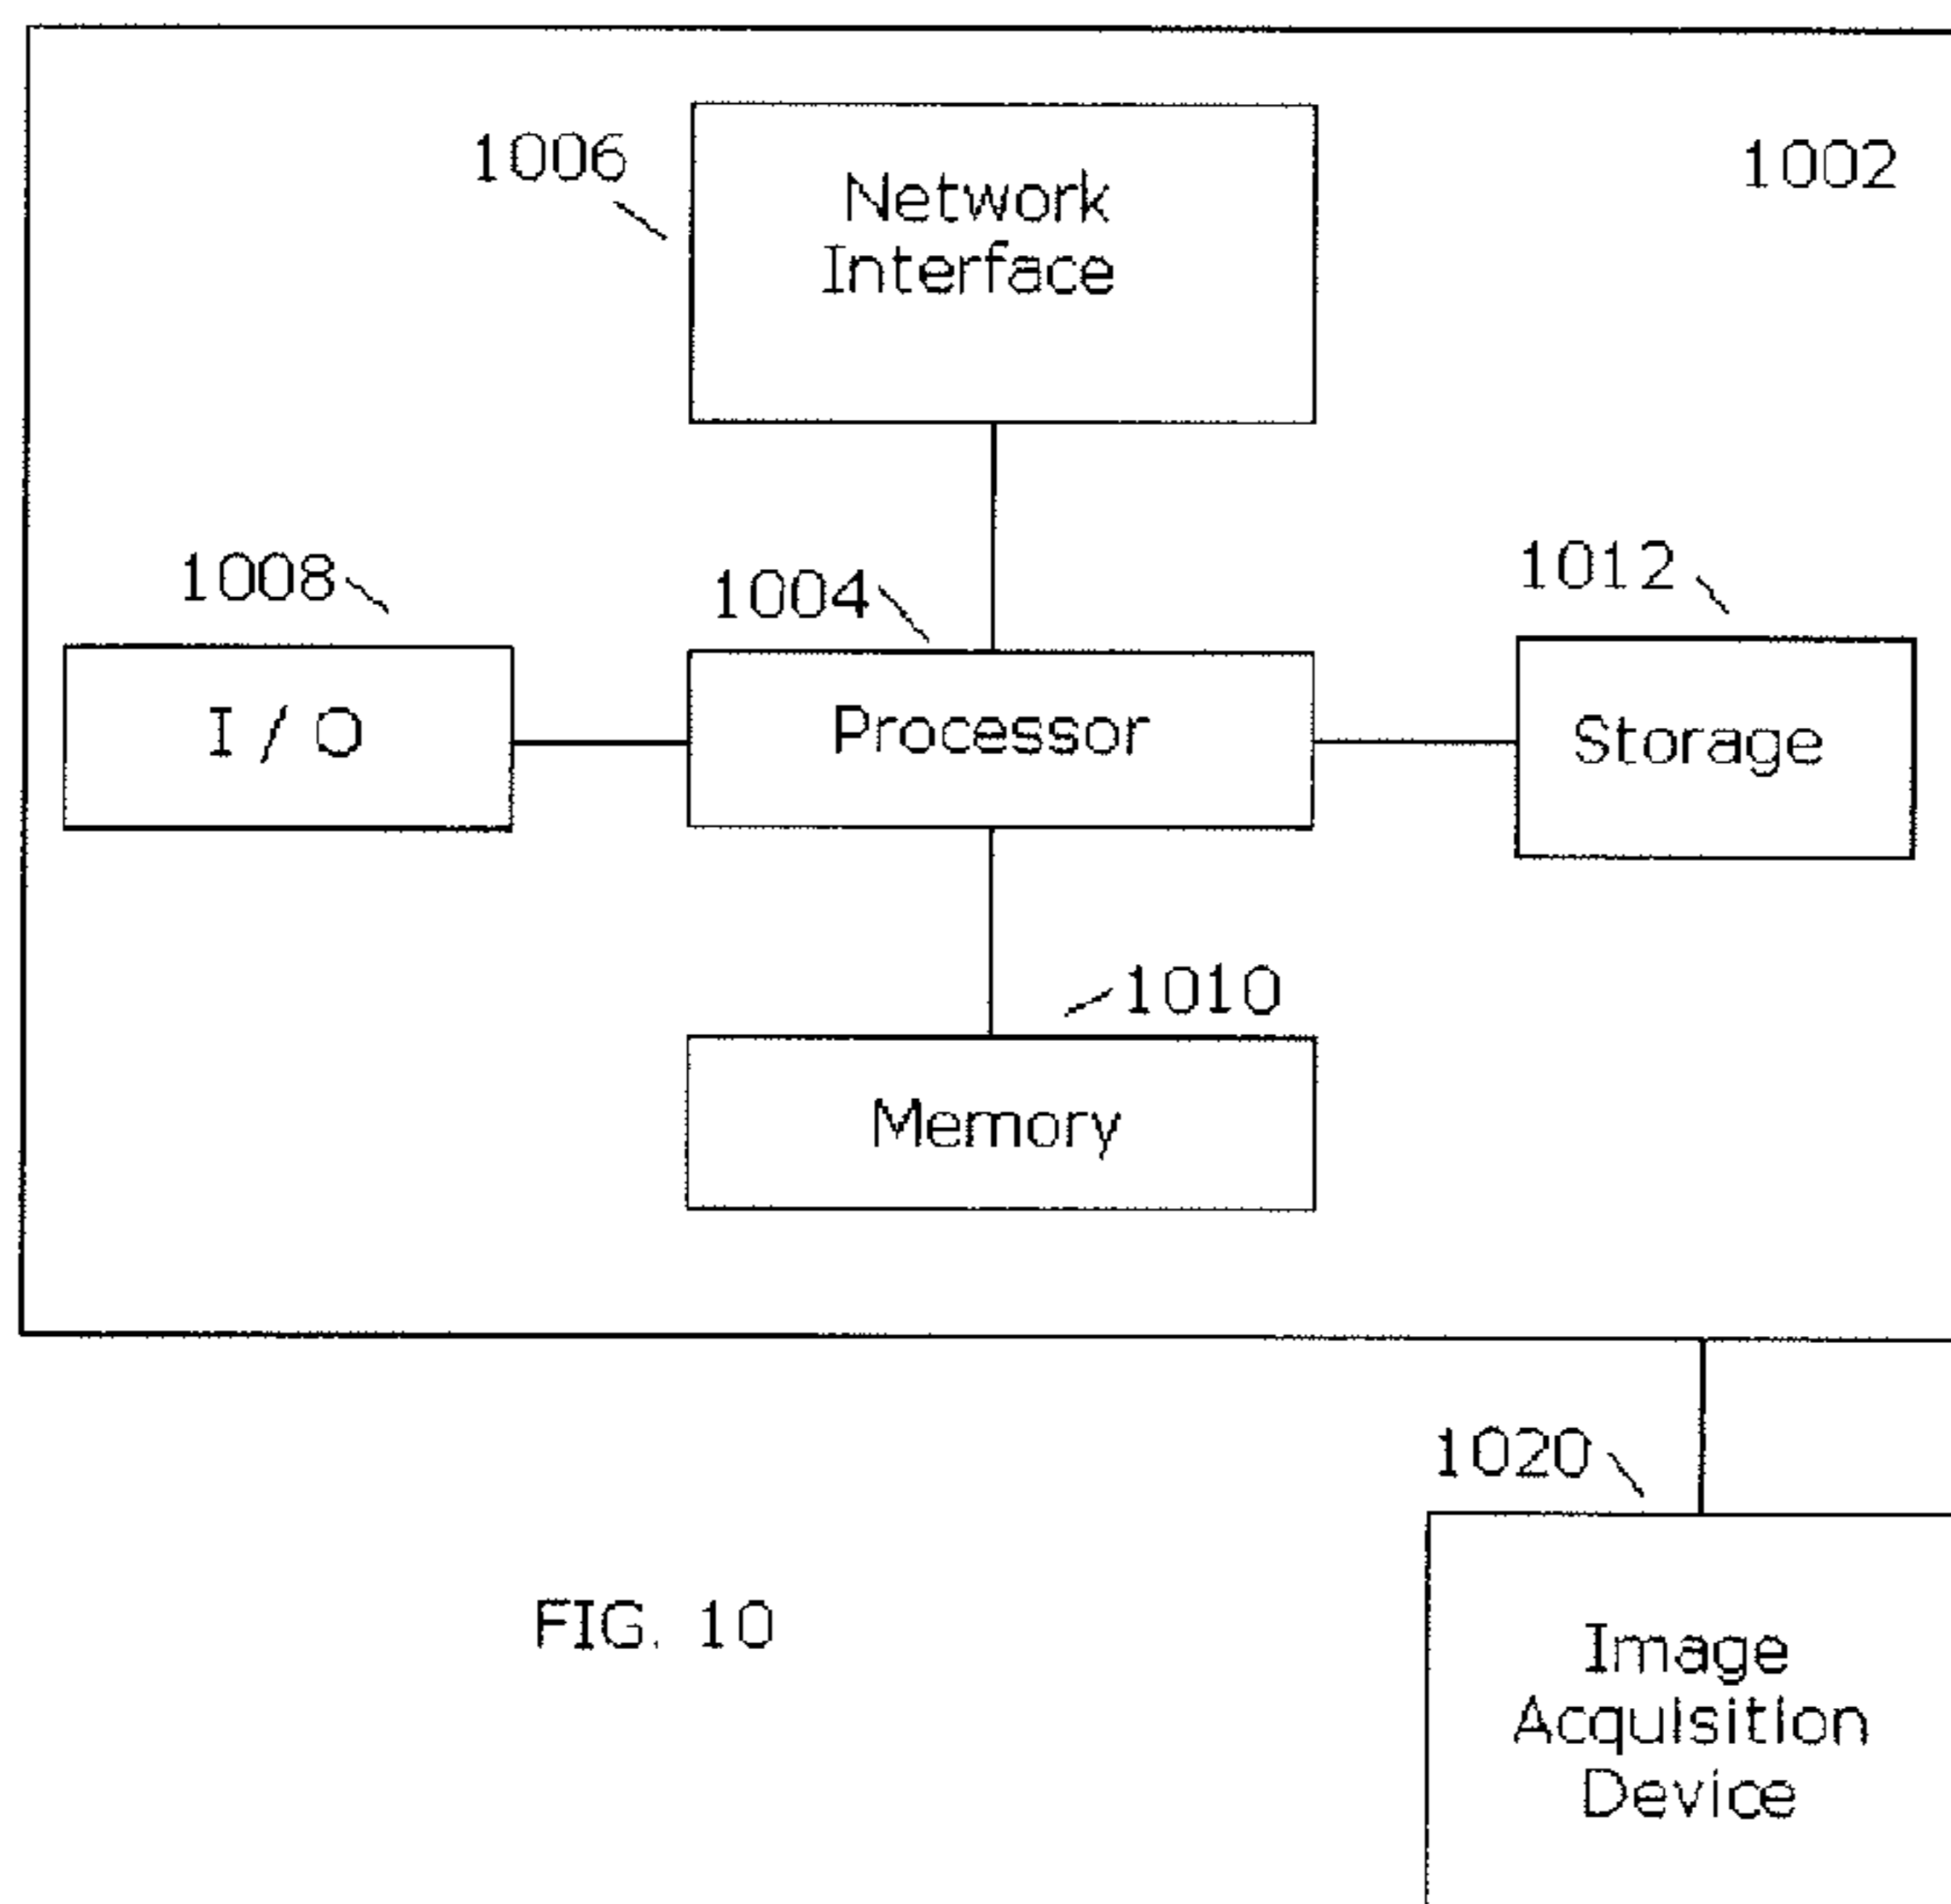 1006
Network
Interface
1002
1008
1004
1012
I / O
Processor
Storage
1010
Memory
1020
FIG. 10
Image
Acquisition
Device